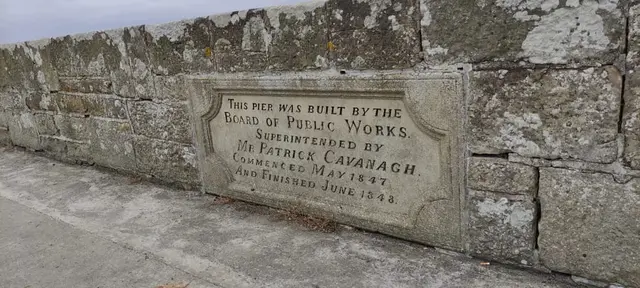 THIS PIER WAS BUILT BY THE
BOARD OF PUBLIC WORKS.
SUPERINTENDED BY
MR PATRICK CAVANAGH.
COMMENCED MAY 1847
AND FINISHED JUNE 1848.